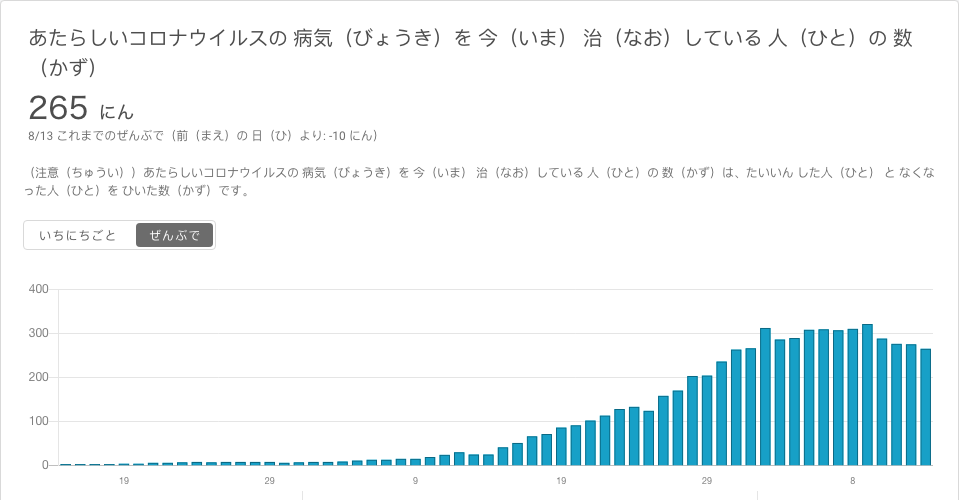 あたらしいコロナウイルスの 病気（びょうき）を 今（いま） 治（なお）している 人（ひと）の 数
（かず）
265 にん
8/13 これまでのぜんぶで（前（まえ）の 日（ひ）より: -10 にん）
（注意（ちゅうい））あたらしいコロナウイルスの 病気（びょうき）を 今（いま） 治（なお）している 人（ひと）の 数（かず）は、たいいん した人（ひと） と なくな
った人（ひと）を ひいた数（かず）です。
いちにちごと ぜんぶで
400
300
200
100
0
19 29 9 19 29 8